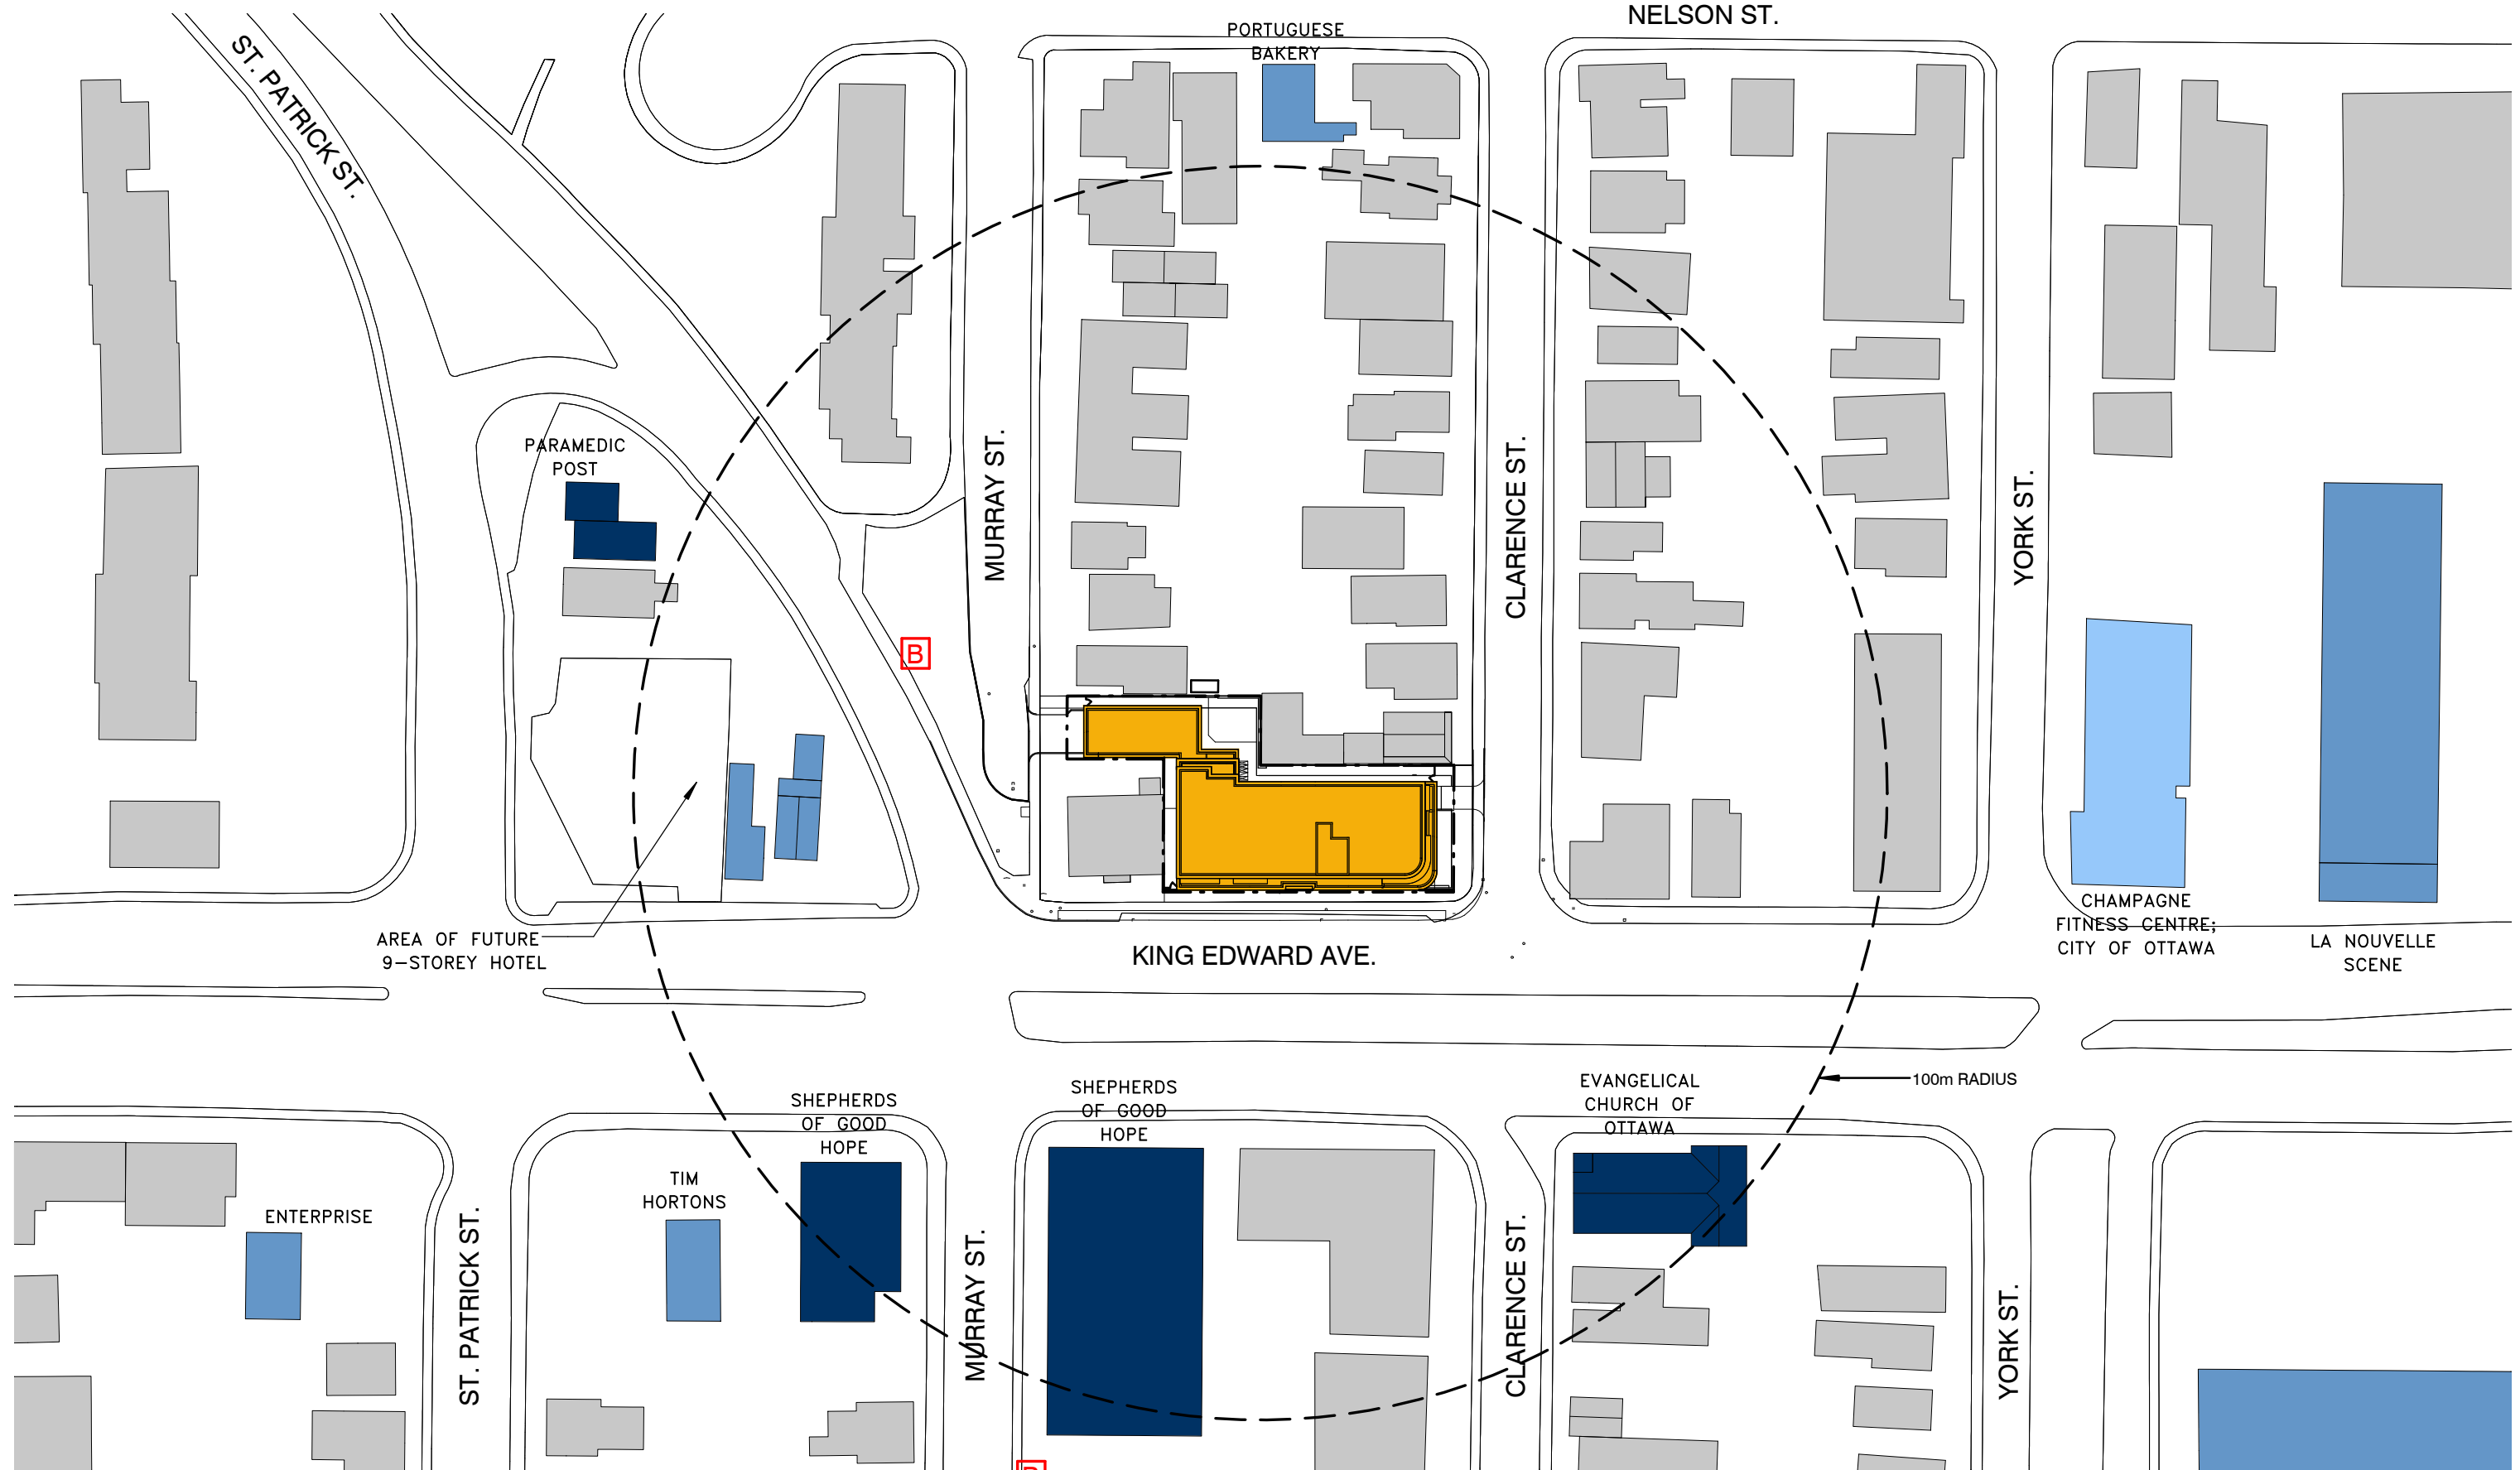 NELSON ST.
PORTUGUESE
BAKERY
ST. PATRICK ST.
PARAMEDIC
POST
MURRAY ST.
CLARENCE ST.
YORK ST.
B
AREA OF FUTURE
9-STOREY HOTEL
KING EDWARD AVE.
CHAMPAGNE
FITNESS CENTRE;
CITY OF OTTAWA
LA NOUVELLE
SCENE
100m RADIUS
SHEPHERDS
OF GOOD
HOPE
SHEPHERDS
OF GOOD
HOPE
EVANGELICAL
CHURCH OF
OTTAWA
TIM
HORTONS
ENTERPRISE
ST. PATRICK ST.
MURRAY ST.
CLARENCE ST.
YORK ST.